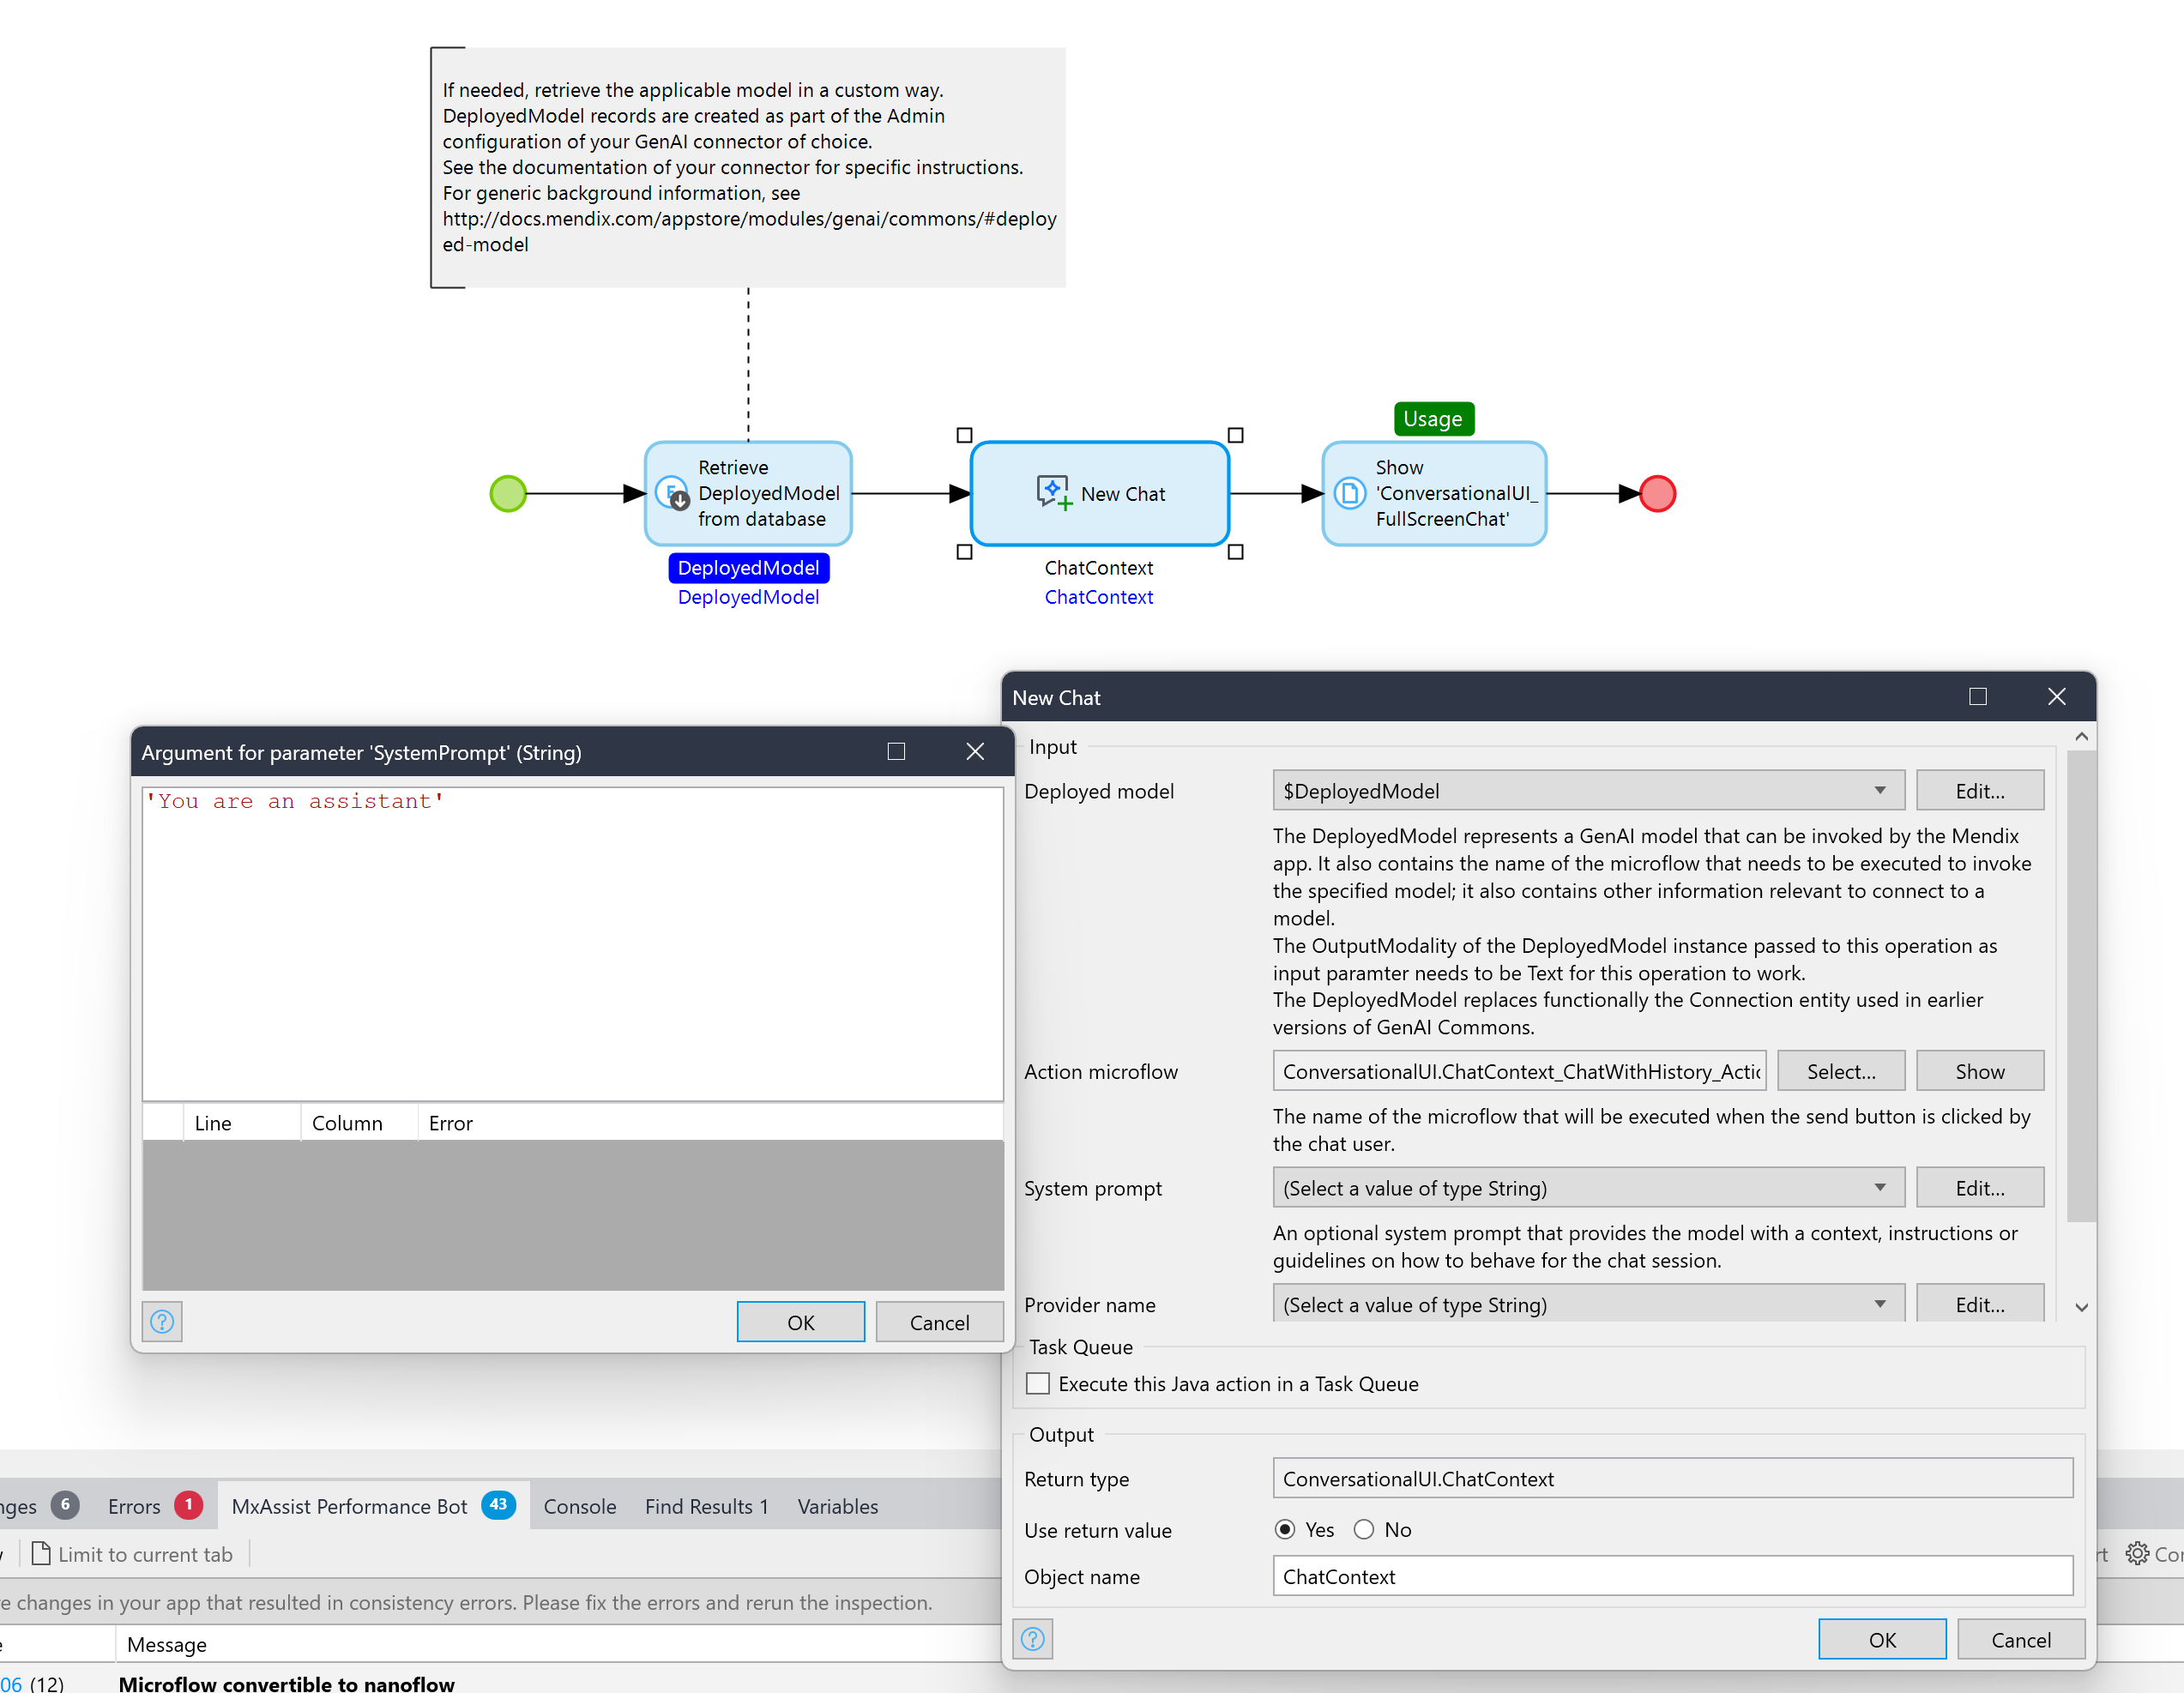 If needed, retrieve the applicable model in a custom way.
DeployedModel records are created as part of the Admin
configuration of your GenAI connector of choice.
See the documentation of your connector for specific instructions.
For generic background information, see
http://docs.mendix.com/appstore/modules/genai/commons/#deploy
ed-model
Usage
Retrieve
DeployedModel
from database
New Chat
Show
'ConversationalUI_
FullScreenChat'
DeployedModel
DeployedModel
ChatContext
ChatContext
Argument for parameter 'SystemPrompt' (String)
'You are an assistant'
Line Column Error
OK Cancel
New Chat
Input
Deployed model $DeployedModel Edit...
The DeployedModel represents a GenAI model that can be invoked by the Mendix
app. It also contains the name of the microflow that needs to be executed to invoke
the specified model; it also contains other information relevant to connect to a
model.
The OutputModality of the DeployedModel instance passed to this operation as
input paramter needs to be Text for this operation to work.
The DeployedModel replaces functionally the Connection entity used in earlier
versions of GenAI Commons.
Action microflow ConversationalUI.ChatContext_ChatWithHistory_Actic Select... Show
The name of the microflow that will be executed when the send button is clicked by
the chat user.
System prompt (Select a value of type String) Edit...
An optional system prompt that provides the model with a context, instructions or
guidelines on how to behave for the chat session.
Provider name (Select a value of type String) Edit...
Task Queue
Execute this Java action in a Task Queue
Output
Return type ConversationalUI.ChatContext
Use return value Yes No
Object name ChatContext
OK Cancel
nges 6 Errors 1 MxAssist Performance Bot 43 Console Find Results 1 Variables
Limit to current tab
rt Cor
e changes in your app that resulted in consistency errors. Please fix the errors and rerun the inspection.
e Message
06 (12) Microflow convertible to nanoflow